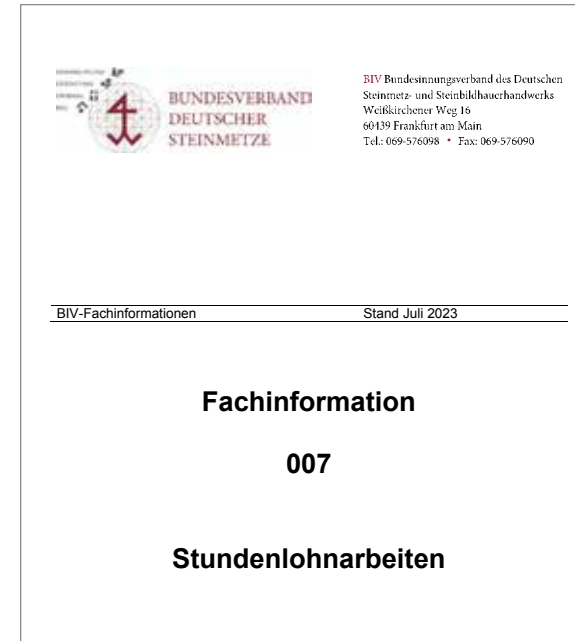 BUNDESVERBAND
DEUTSCHER
STEINMETZE
BIV Bundesinnungsverband des Deutschen
Steinmetz- und Steinbildhauerhandwerks
Weißkirchener Weg 16
60439 Frankfurt am Main
Tel.: 069-576098 • Fax: 069-576090
BIV-Fachinformationen Stand Juli 2023
Fachinformation
007
Stundenlohnarbeiten